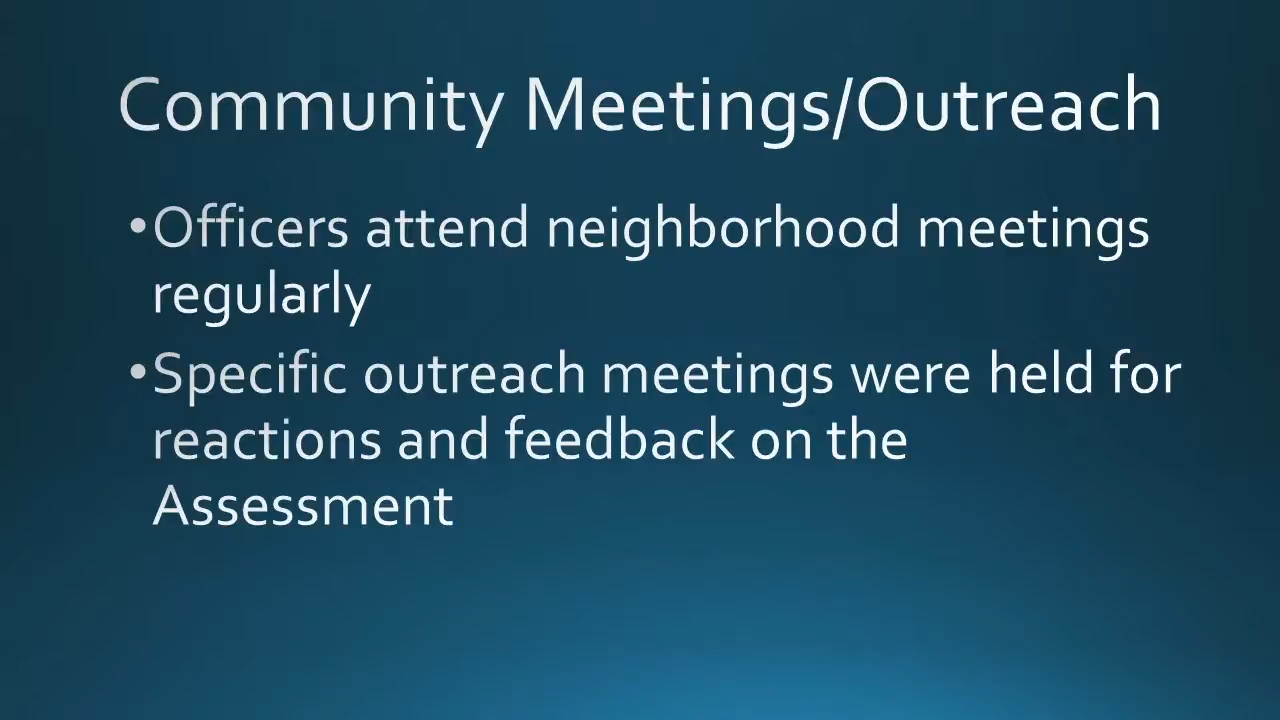 Community Meetings/Outreach
•Officers attend neighborhood meetings
regularly
•Specific outreach meetings were held for
reactions and feedback on the
Assessment